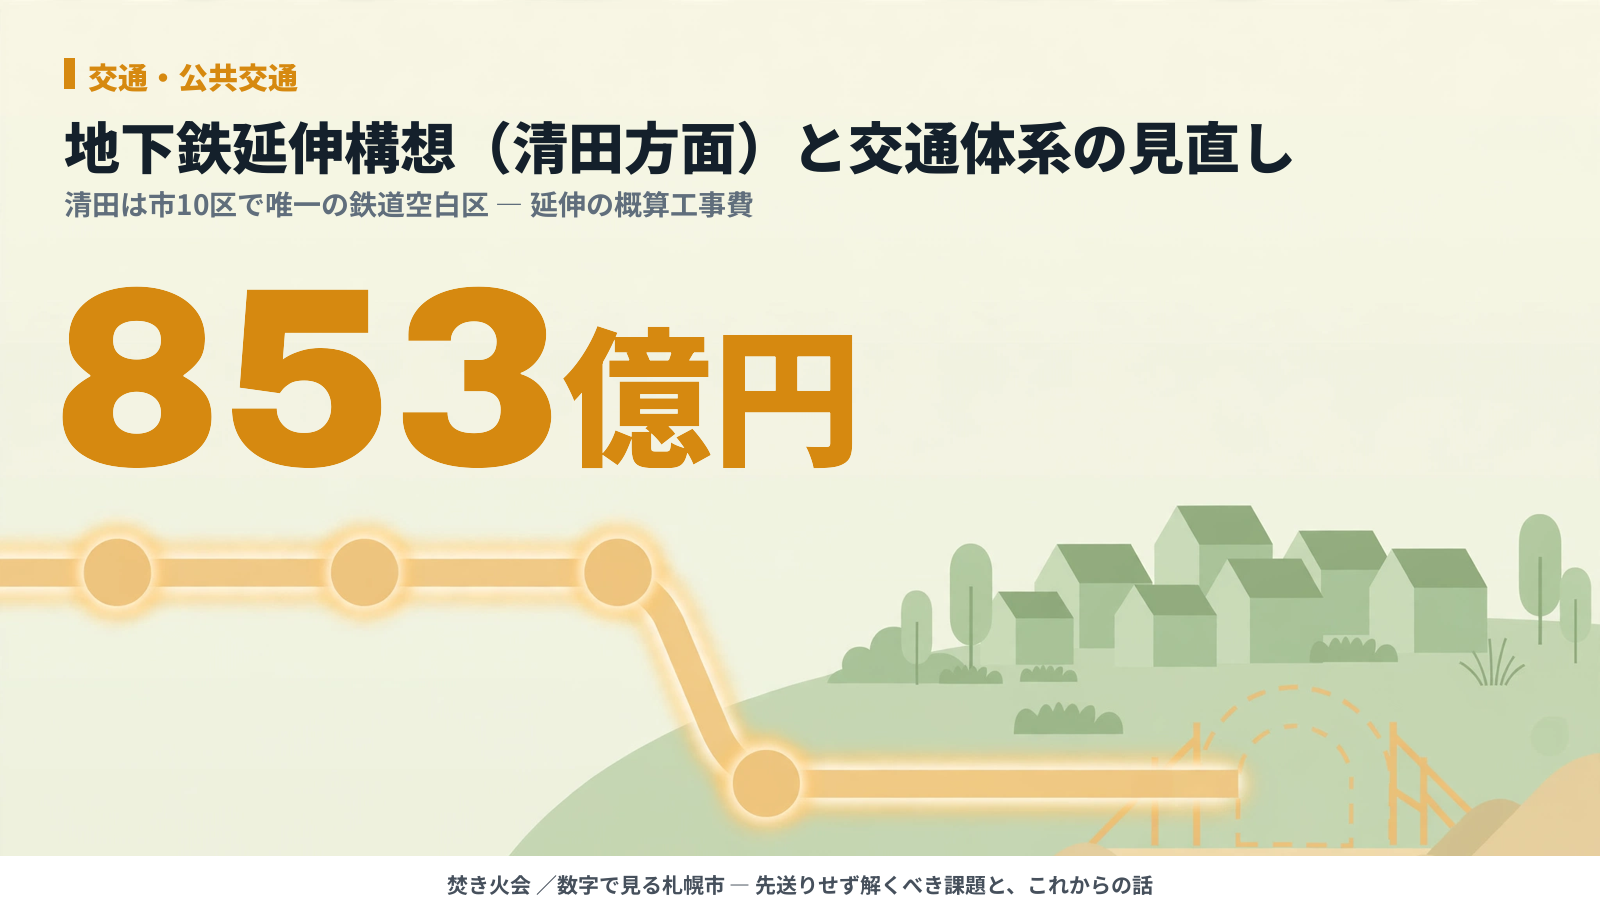 交通・公共交通
地下鉄延伸構想（清田方面）と交通体系の見直し
清田は市10区で唯一の鉄道空白区 — 延伸の概算工事費
853億円
焚き火会 ／数字で見る札幌市 — 先送りせず解くべき課題と、これからの話